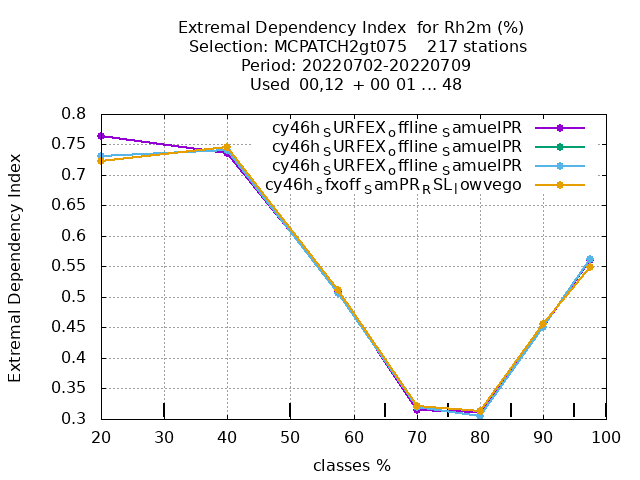 Extremal Dependency Index for Rh2m (%)
Selection: MCPATCH2gt075 217 stations
Period: 20220702-20220709
Used 00,12 + 00 01 ... 48
cy46h_SURFEX_offline_SamuelPR
cy46h_SURFEX_offline_SamuelPR
cy46h_SURFEX_offline_SamuelPR
cy46h_sfxoff_SamPR_RSL_lowvego
Extremal Dependency Index
0.8
0.75
0.7
0.65
0.6
0.55
0.5
0.45
0.4
0.35
0.3
20 30 40 50 60 70 80 90 100
classes %